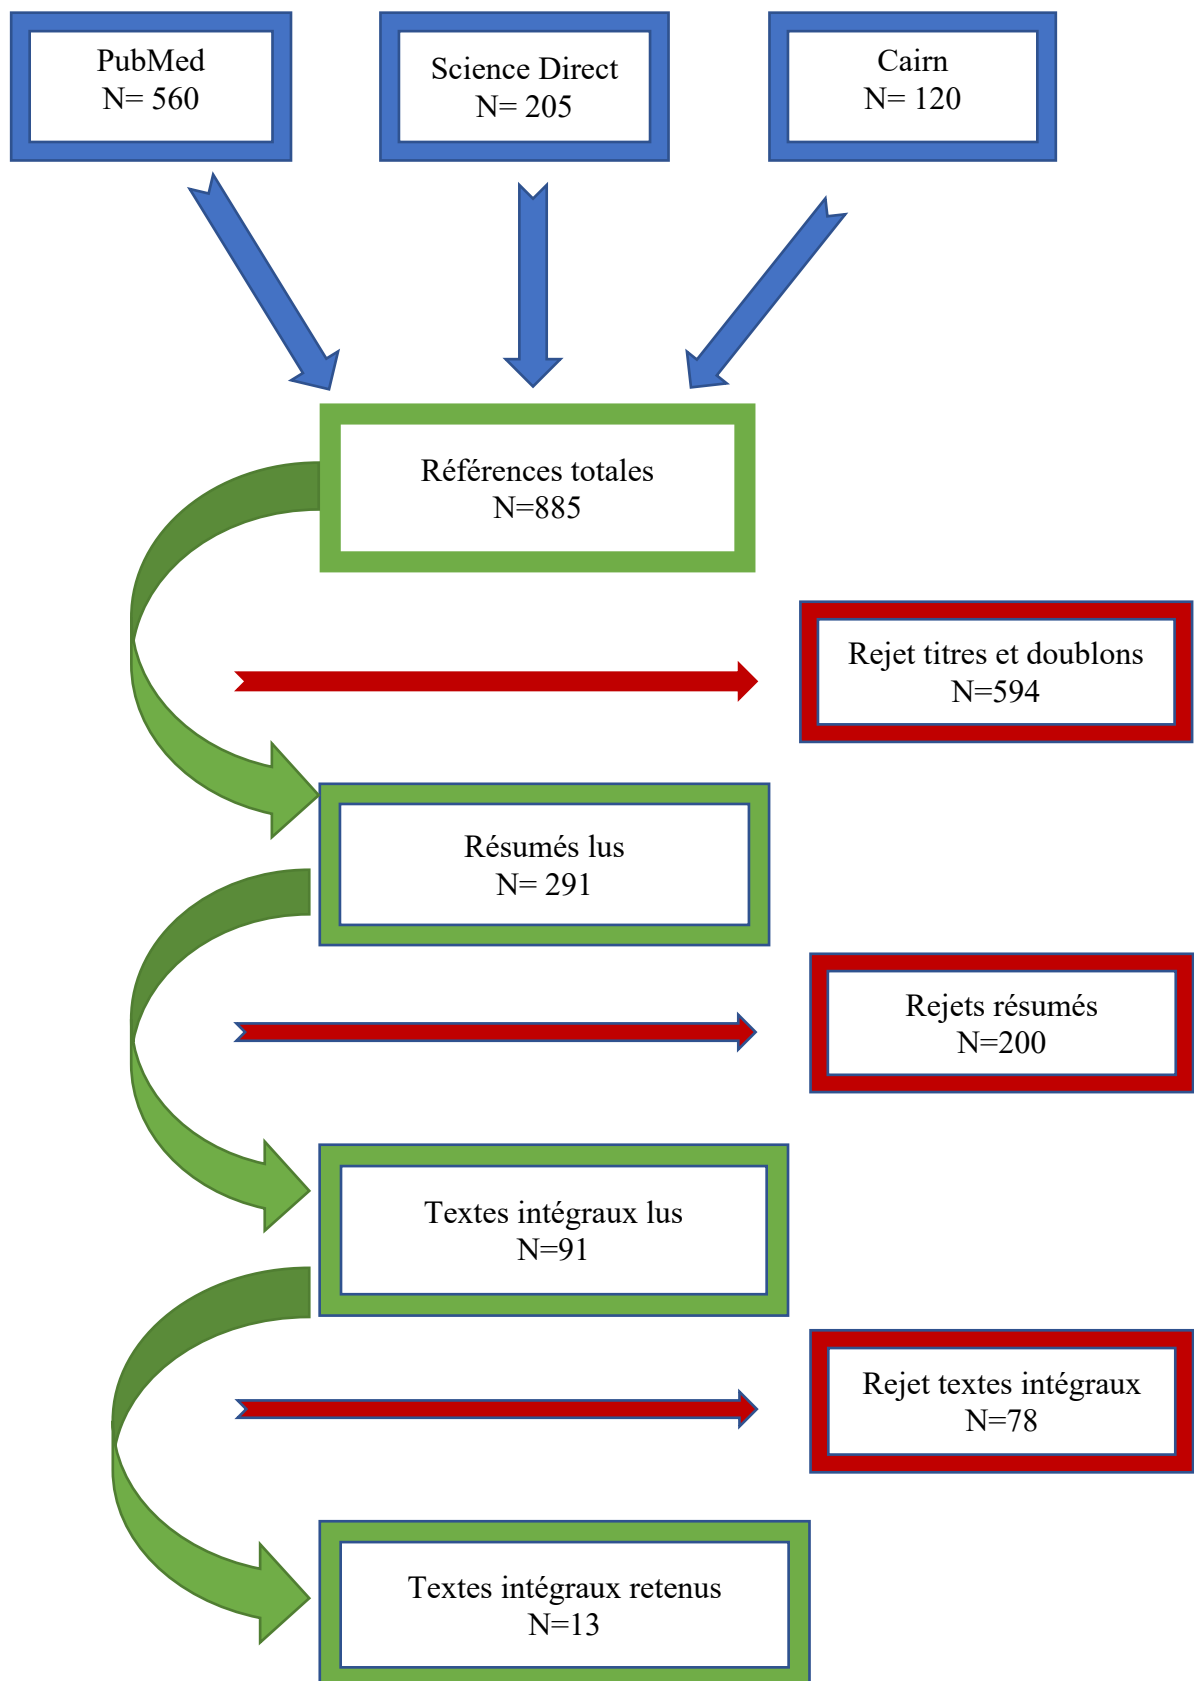 PubMed
N= 560
Science Direct
N= 205
Cairn
N= 120
Références totales
N=885
Rejet titres et doublons
N=594
Résumés lus
N= 291
Rejets résumés
N=200
Textes intégraux lus
N=91
Rejet textes intégraux
N=78
Textes intégraux retenus
N=13